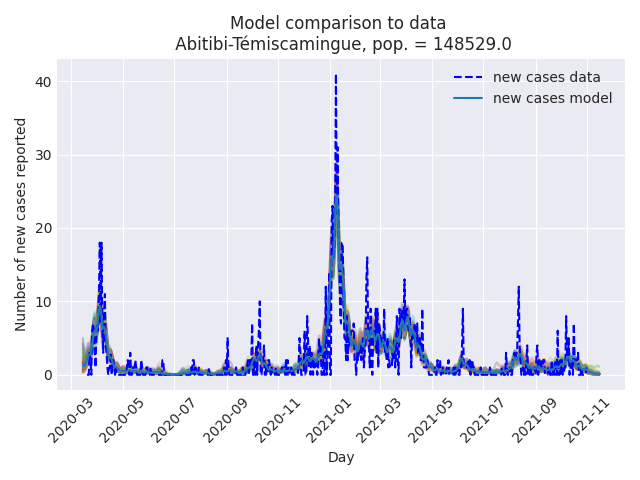 Model comparison to data
Abitibi-Témiscamingue, pop. = 148529.0
new cases data
new cases model
Number of new cases reported
40
30
20
10
0
2020-03
2020-05
2020-07
2020-09
2020-11
2021-01
2021-03
2021-05
2021-07
2021-09
2021-11
Day